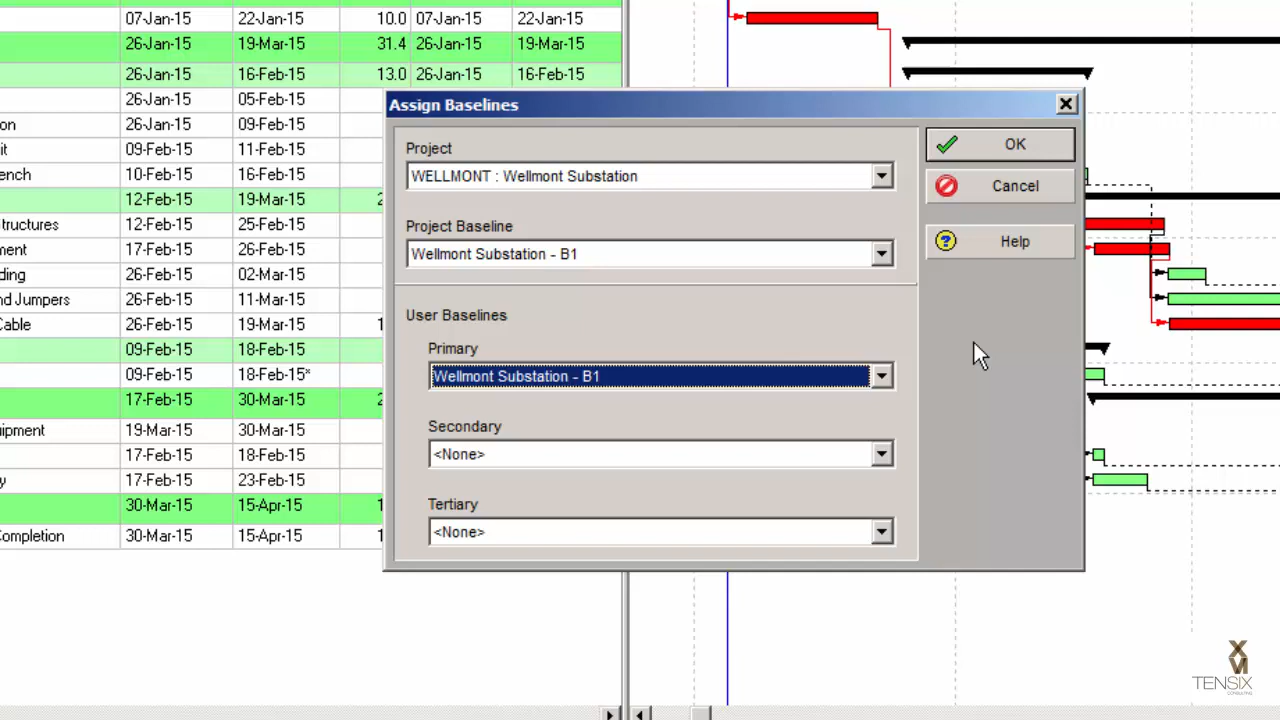 07-Jan-15 22-Jan-15 10.0 07-Jan-15 22-Jan-15
26-Jan-15 19-Mar-15 31.4 26-Jan-15 19-Mar-15
26-Jan-15 16-Feb-15 13.0 26-Jan-15 16-Feb-15
26-Jan-15 05-Feb-15
on 26-Jan-15 09-Feb-15
it 09-Feb-15 11-Feb-15
ench 10-Feb-15 16-Feb-15
12-Feb-15 19-Mar-15 2
tructures 12-Feb-15 25-Feb-15
ment 17-Feb-15 26-Feb-15
ding 26-Feb-15 02-Mar-15
nd Jumpers 26-Feb-15 11-Mar-15
Cable 26-Feb-15 19-Mar-15 1
09-Feb-15 18-Feb-15
09-Feb-15 18-Feb-15*
17-Feb-15 30-Mar-15 2
uipment 19-Mar-15 30-Mar-15
17-Feb-15 18-Feb-15
y 17-Feb-15 23-Feb-15
30-Mar-15 15-Apr-15 1
Completion 30-Mar-15 15-Apr-15 1
Assign Baselines
Project
WELLMONT : Wellmont Substation
Project Baseline
Wellmont Substation - B1
User Baselines
Primary
Wellmont Substation - B1
Secondary
<None>
Tertiary
<None>
OK
Cancel
Help
TENSIX
CONSULTING